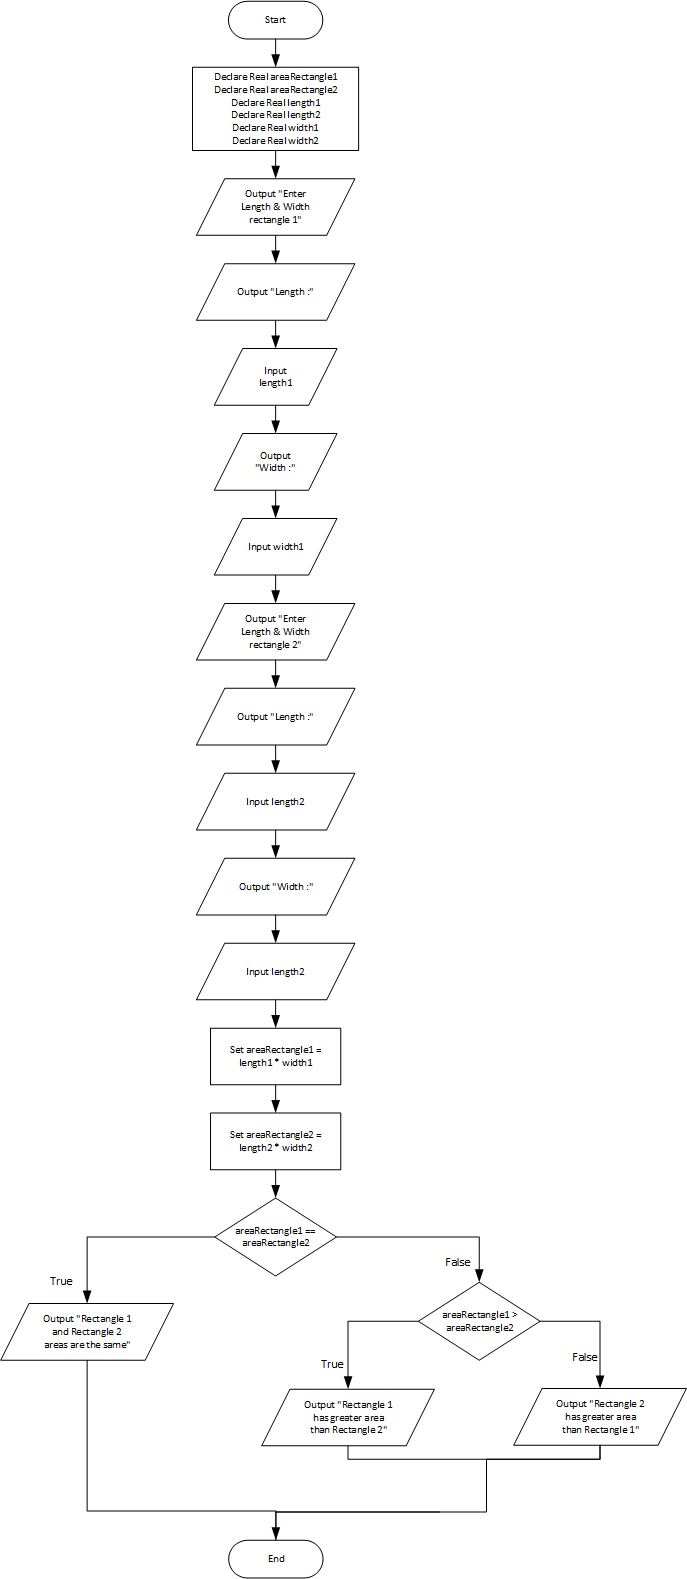 Start
Declare Real areaRectangle1
Declare Real areaRectangle2
Declare Real length1
Declare Real length2
Declare Real width1
Declare Real width2
Output "Enter
Length & Width
rectangle 1"
Output "Length :"
Input
length1
Output
"Width :"
Input width1
Output "Enter
Length & Width
rectangle 2"
Output "Length :"
Input length2
Output "Width :"
Input length2
Set areaRectangle1 =
length1 * width1
Set areaRectangle2 =
length2 * width2
areaRectangle1 ==
areaRectangle2
True
False
Output "Rectangle 1
and Rectangle 2
areas are the same"
areaRectangle1 >
areaRectangle2
True
False
Output "Rectangle 1
has greater area
than Rectangle 2"
Output "Rectangle 2
has greater area
than Rectangle 1"
End